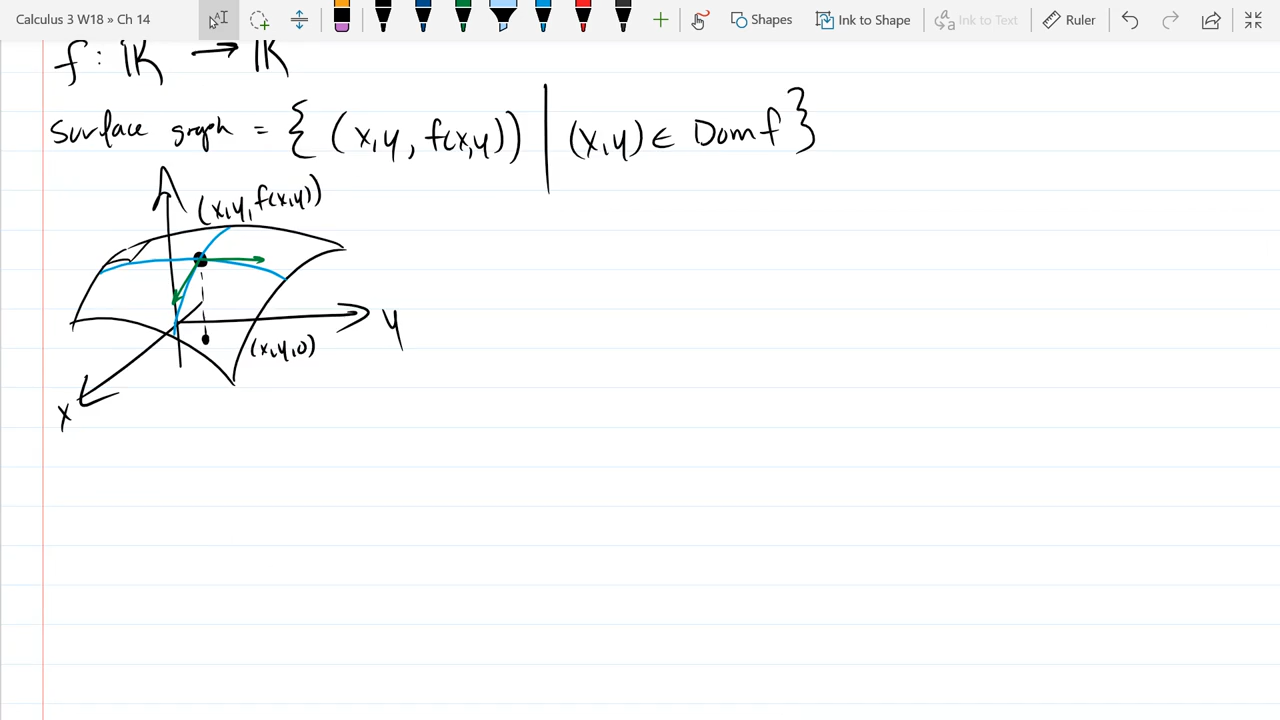 Calculus 3 W18 » Ch 14
Shapes
Ink to Shape
Ink to Text
Ruler
f : ℝ → ℝ
Surface graph = { (x,y, f(x,y)) | (x,y) ∈ Dom f }
(x,y, f(x,y))
y
(x,y,0)
x